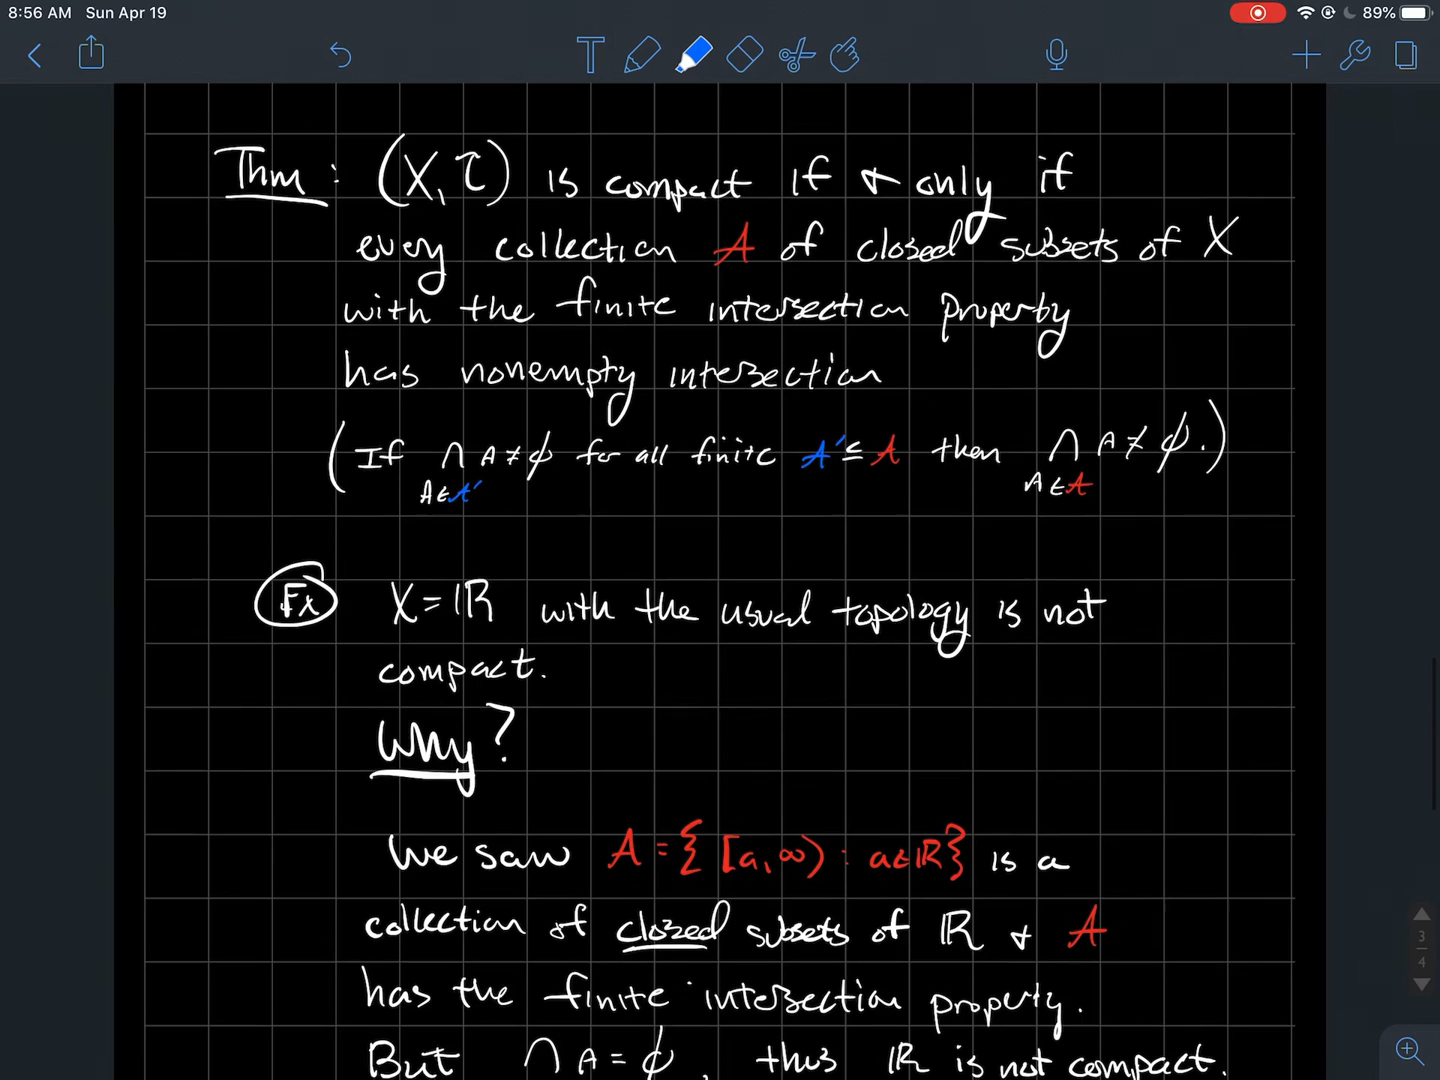 8:56 AM Sun Apr 19
89%
Thm: (X, τ) is compact if & only if
every collection A of closed subsets of X
with the finite intersection property
has nonempty intersection
(If ∩ A ≠ ϕ for all finite A' ⊆ A then ∩ A ≠ ϕ.)
A∈A' A∈A
Ex X = ℝ with the usual topology is not
compact.
Why?
We saw A = { [a, ∞) : a∈ℝ} is a
collection of closed subsets of ℝ & A
has the finite intersection property.
But ∩ A = ϕ, thus ℝ is not compact.
3
4